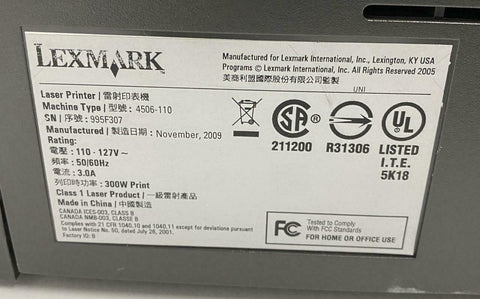 LEXMARK
Manufactured for Lexmark International, Inc., Lexington, KY USA
Programs © Lexmark International, Inc. All Rights Reserved 2005
美商利盟國際股份有限公司監製
UNI
Laser Printer / 雷射印表機
Machine Type / 型號: 4506-110
SN / 序號: 995F307
Manufactured / 製造日期: November, 2009
Rating:
電壓: 110 - 127V ~
頻率: 50/60Hz
電流: 3.0A
列印時功率: 300W Print
Class 1 Laser Product / 一級雷射產品
Made in China / 中國製造
CANADA ICES-003, CLASS B
CANADA NMB-003, CLASSE B
Complies with 21 CFR 1040.10 and 1040.11 except for deviations pursuant
to Laser Notice No. 50, dated July 26, 2001.
Factory ID: B
SA
211200
R31306
UL
LISTED
I.T.E.
5K18
FC
Tested to Comply
With FCC Standards
FOR HOME OR OFFICE USE